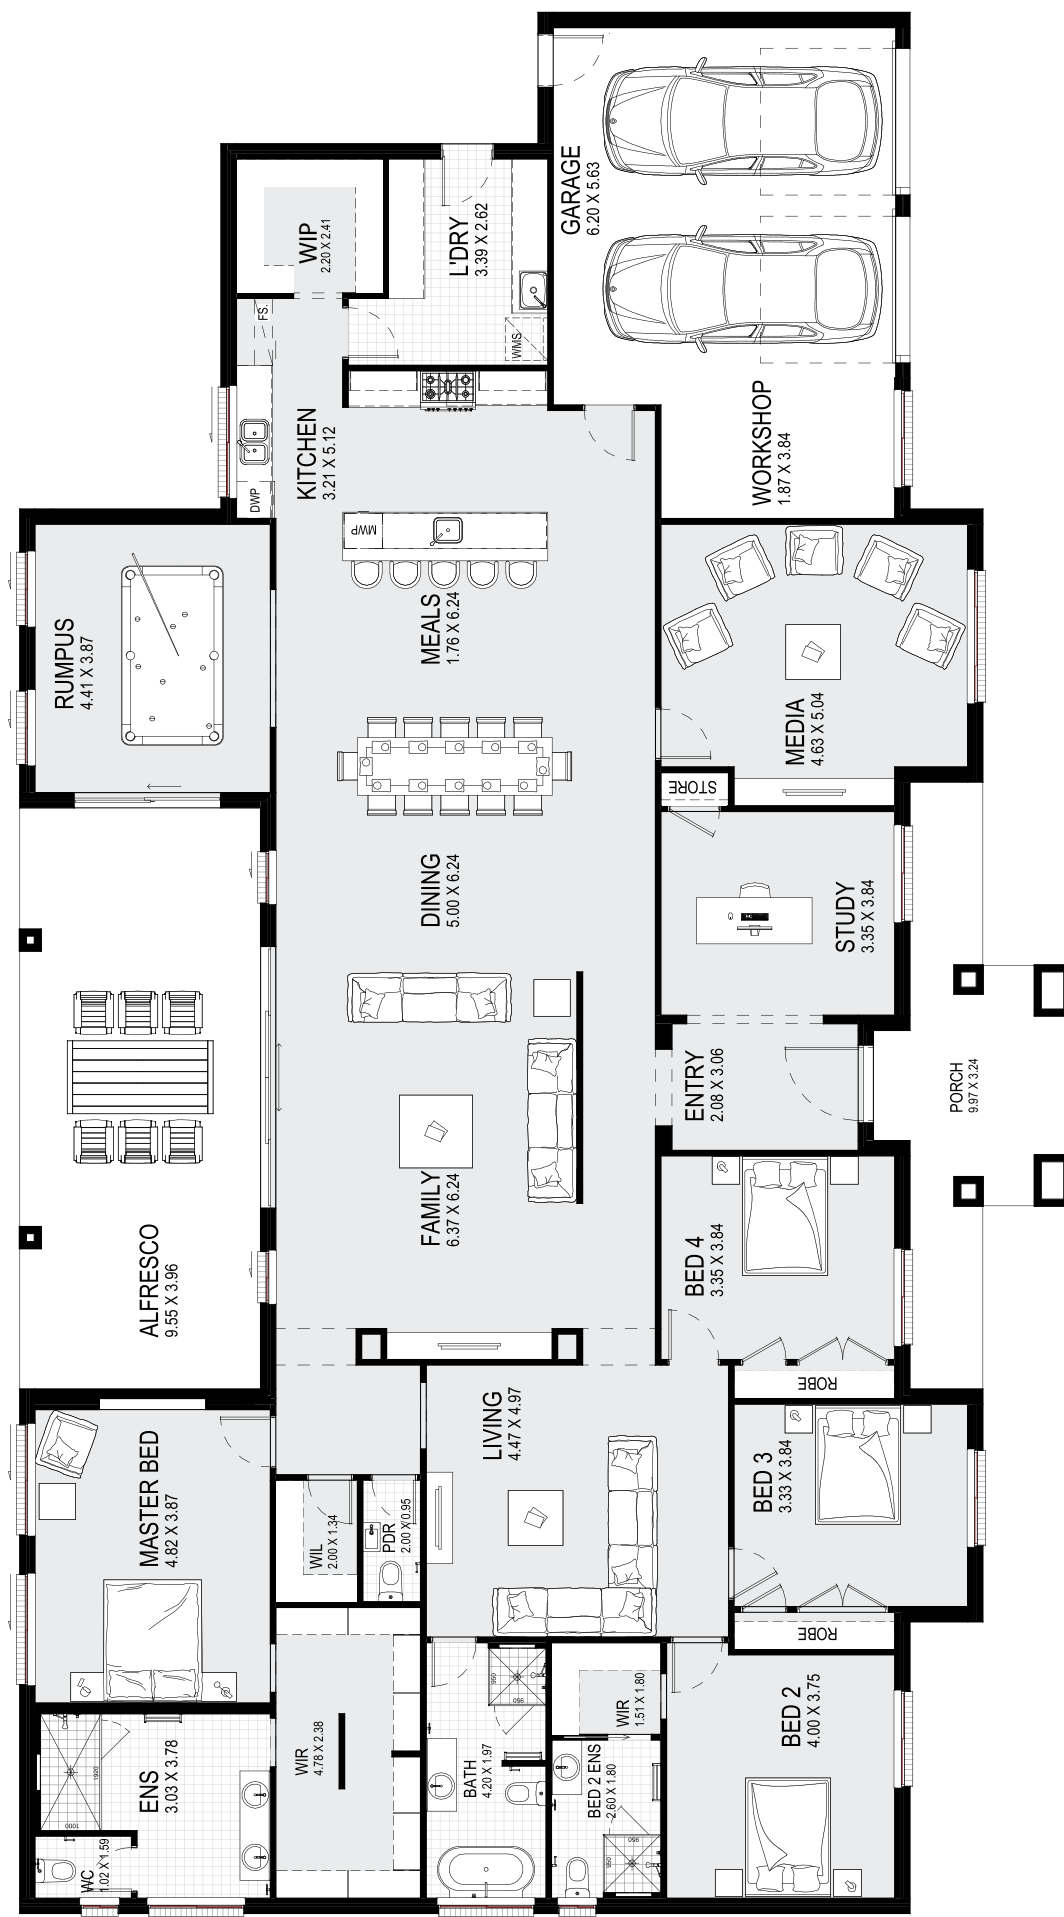 GARAGE
6.20 X 5.63
WIP
2.20 X 2.41
L'DRY
3.39 X 2.62
FS.
WMS
KITCHEN
3.21 X 5.12
WORKSHOP
1.87 X 3.84
DWP
MWP
RUMPUS
4.41 X 3.87
MEALS
1.76 X 6.24
MEDIA
4.63 X 5.04
STORE
DINING
5.00 X 6.24
STUDY
3.35 X 3.84
ENTRY
2.08 X 3.06
PORCH
9.97 X 3.24
FAMILY
6.37 X 6.24
ALFRESCO
9.55 X 3.96
BED 4
3.35 X 3.84
ROBE
LIVING
4.47 X 4.97
MASTER BED
4.82 X 3.87
BED 3
3.33 X 3.84
WIL
2.00 X 1.34
PDR
2.00 X 0.95
ROBE
WIR
4.78 X 2.38
950
950
WIR
1.51 X 1.80
BED 2
4.00 X 3.75
ENS
3.03 X 3.78
1920
1000
BATH
4.20 X 1.97
BED 2 ENS
2.60 X 1.80
950
950
WC
1.02 X 1.59